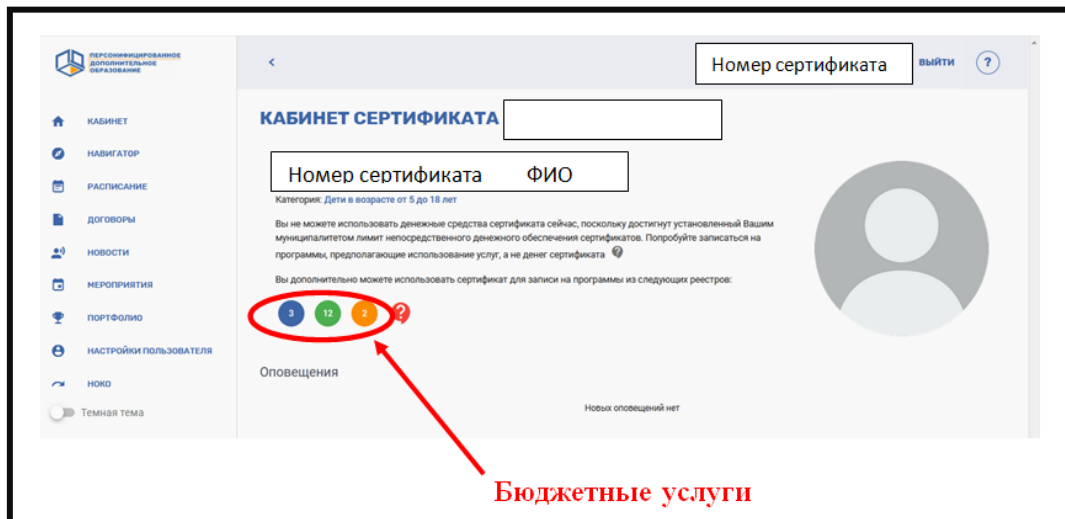 ПЕРСОНИФИЦИРОВАННОЕ
ДОПОЛНИТЕЛЬНОЕ
ОБРАЗОВАНИЕ
Номер сертификата
ВЫЙТИ
?
КАБИНЕТ
НАВИГАТОР
РАСПИСАНИЕ
ДОГОВОРЫ
НОВОСТИ
МЕРОПРИЯТИЯ
ПОРТФОЛИО
НАСТРОЙКИ ПОЛЬЗОВАТЕЛЯ
НОКО
Темная тема
КАБИНЕТ СЕРТИФИКАТА
Номер сертификата ФИО
Категория: Дети в возрасте от 5 до 18 лет
Вы не можете использовать денежные средства сертификата сейчас, поскольку достигнут установленный Вашим
муниципалитетом лимит непосредственного денежного обеспечения сертификатов. Попробуйте записаться на
программы, предполагающие использование услуг, а не денег сертификата ?
Вы дополнительно можете использовать сертификат для записи на программы из следующих реестров:
3 12 2 ?
Оповещения
Новых оповещений нет
Бюджетные услуги